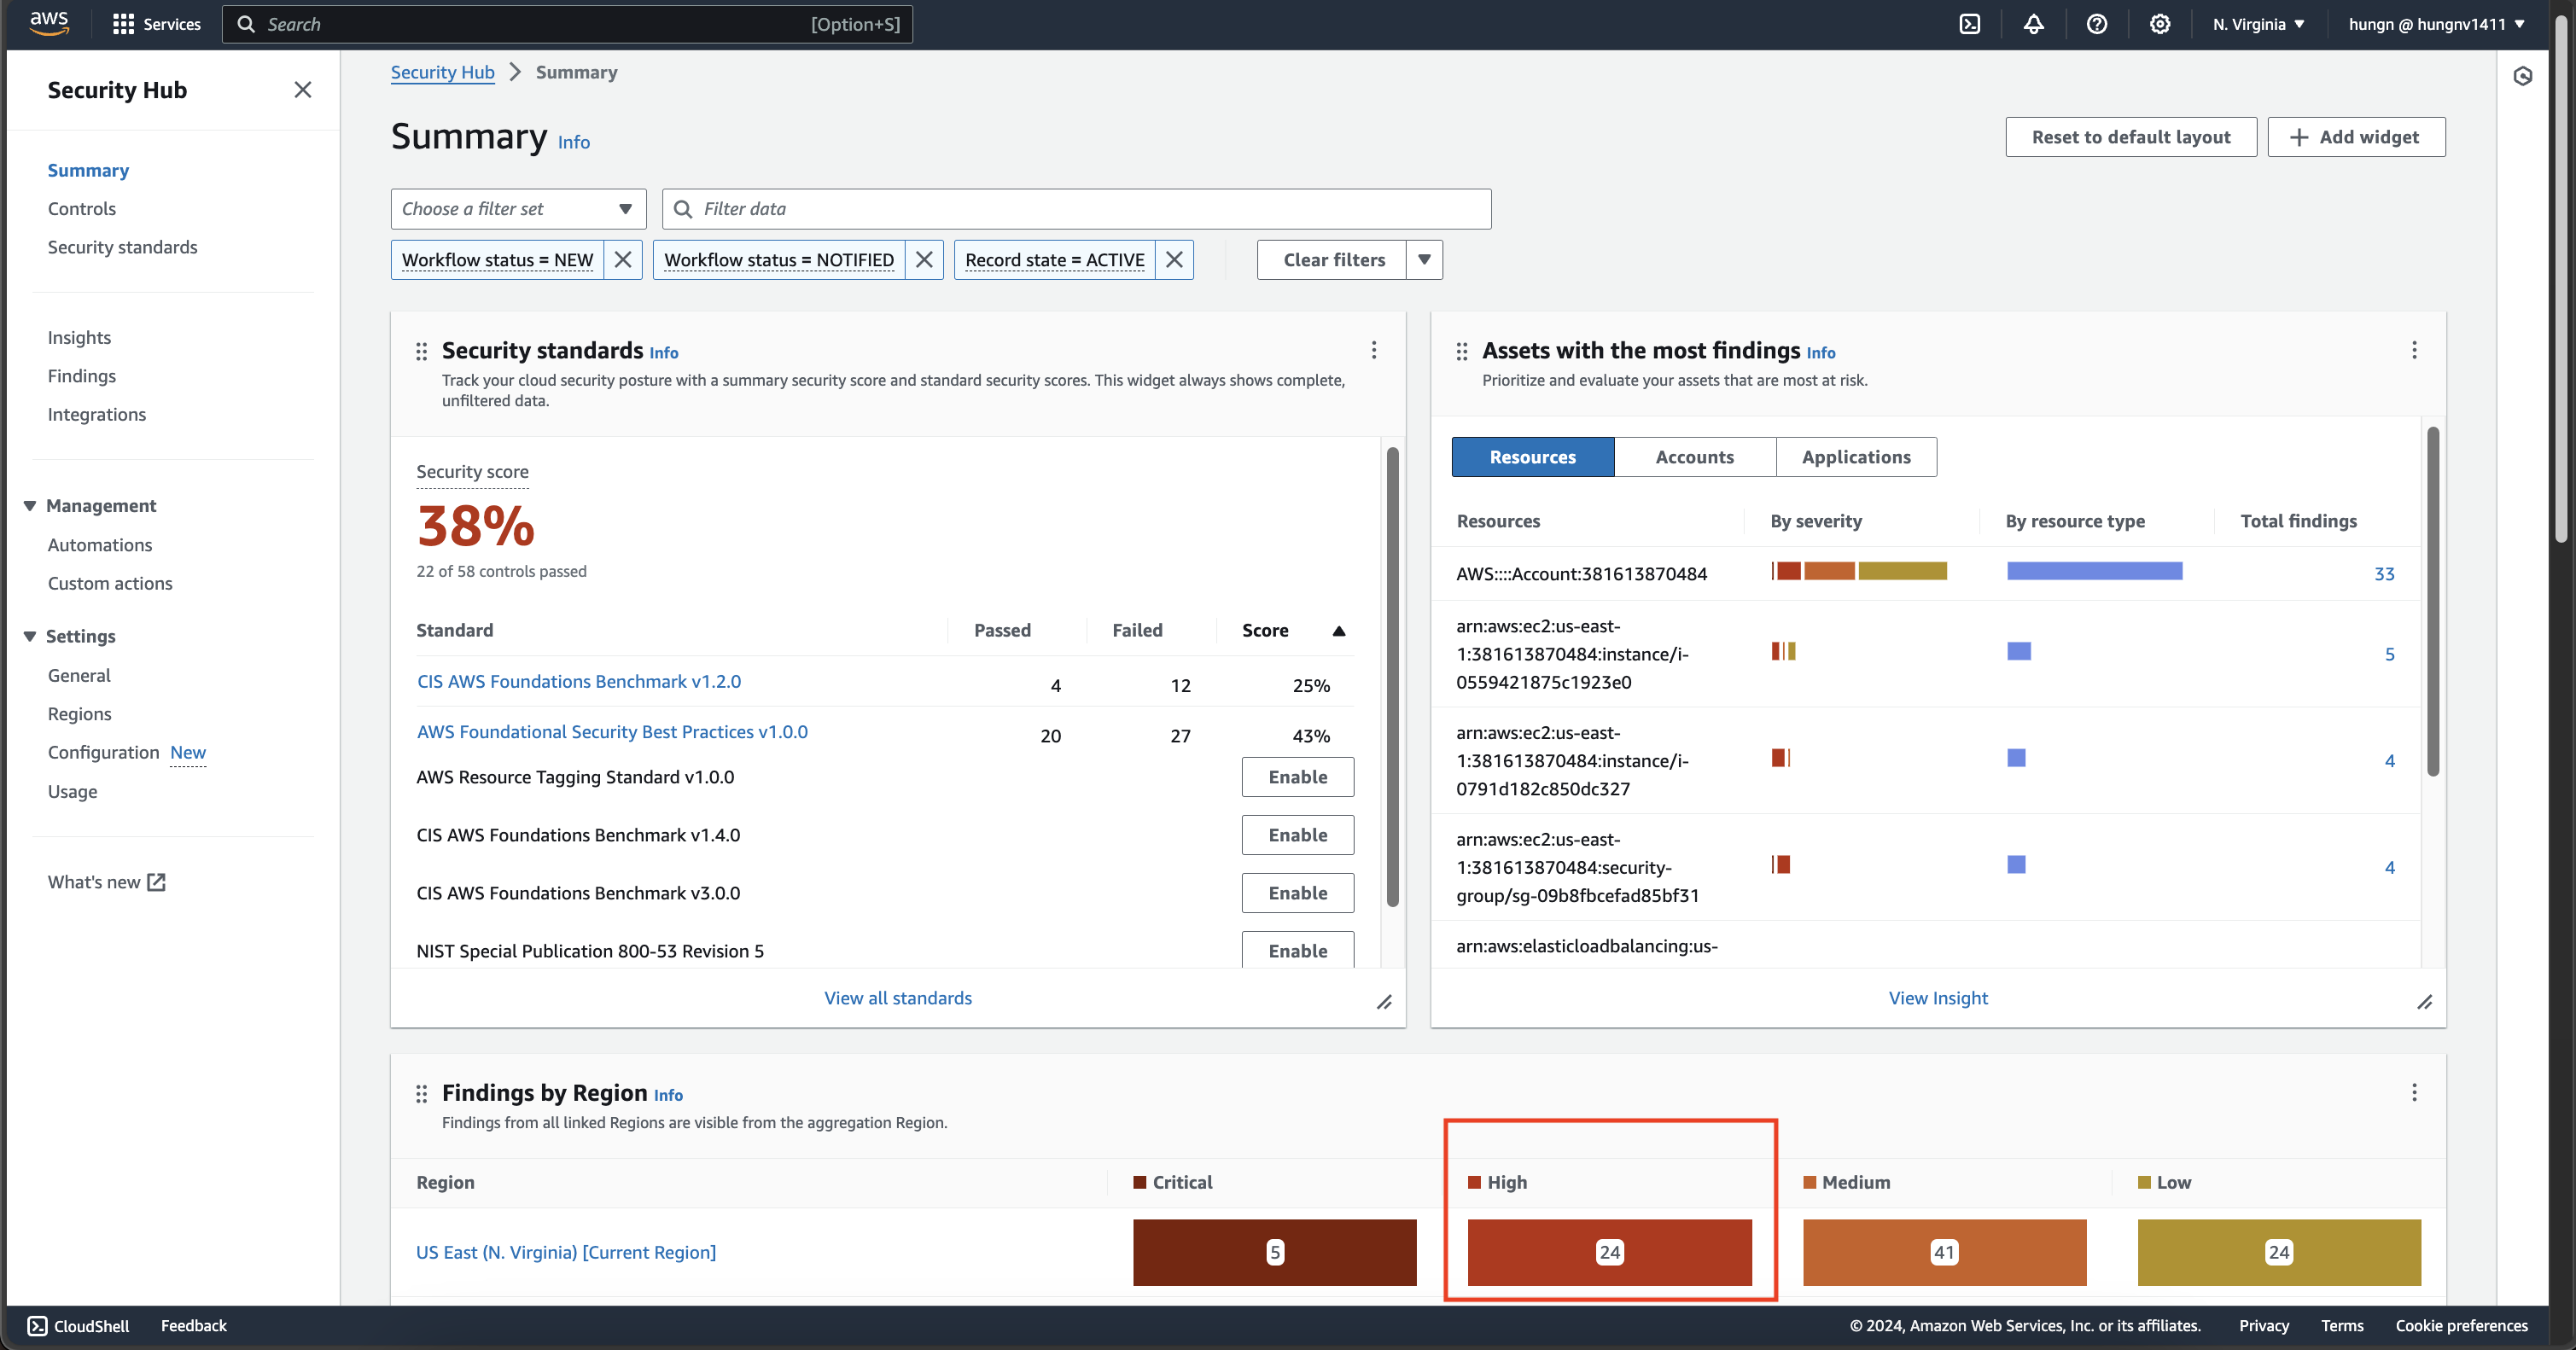 aws
Services
Search
[Option+S]
N. Virginia
hungn @ hungnv1411
Security Hub
Summary
Controls
Security standards
Insights
Findings
Integrations
Management
Automations
Custom actions
Settings
General
Regions
Configuration New
Usage
What's new
Security Hub
Summary
Summary Info
Reset to default layout
Add widget
Choose a filter set
Filter data
Workflow status = NEW
Workflow status = NOTIFIED
Record state = ACTIVE
Clear filters
Security standards Info
Track your cloud security posture with a summary security score and standard security scores. This widget always shows complete,
unfiltered data.
Security score
38%
22 of 58 controls passed
Standard Passed Failed Score
CIS AWS Foundations Benchmark v1.2.0 4 12 25%
AWS Foundational Security Best Practices v1.0.0 20 27 43%
AWS Resource Tagging Standard v1.0.0 Enable
CIS AWS Foundations Benchmark v1.4.0 Enable
CIS AWS Foundations Benchmark v3.0.0 Enable
NIST Special Publication 800-53 Revision 5 Enable
View all standards
Assets with the most findings Info
Prioritize and evaluate your assets that are most at risk.
Resources Accounts Applications
Resources By severity By resource type Total findings
AWS::::Account:381613870484 33
arn:aws:ec2:us-east-
1:381613870484:instance/i- 5
0559421875c1923e0
arn:aws:ec2:us-east-
1:381613870484:instance/i- 4
0791d182c850dc327
arn:aws:ec2:us-east-
1:381613870484:security- 4
group/sg-09b8fbcefad85bf31
arn:aws:elasticloadbalancing:us-
View Insight
Findings by Region Info
Findings from all linked Regions are visible from the aggregation Region.
Region Critical High Medium Low
US East (N. Virginia) [Current Region] 5 24 41 24
CloudShell
Feedback
© 2024, Amazon Web Services, Inc. or its affiliates.
Privacy
Terms
Cookie preferences